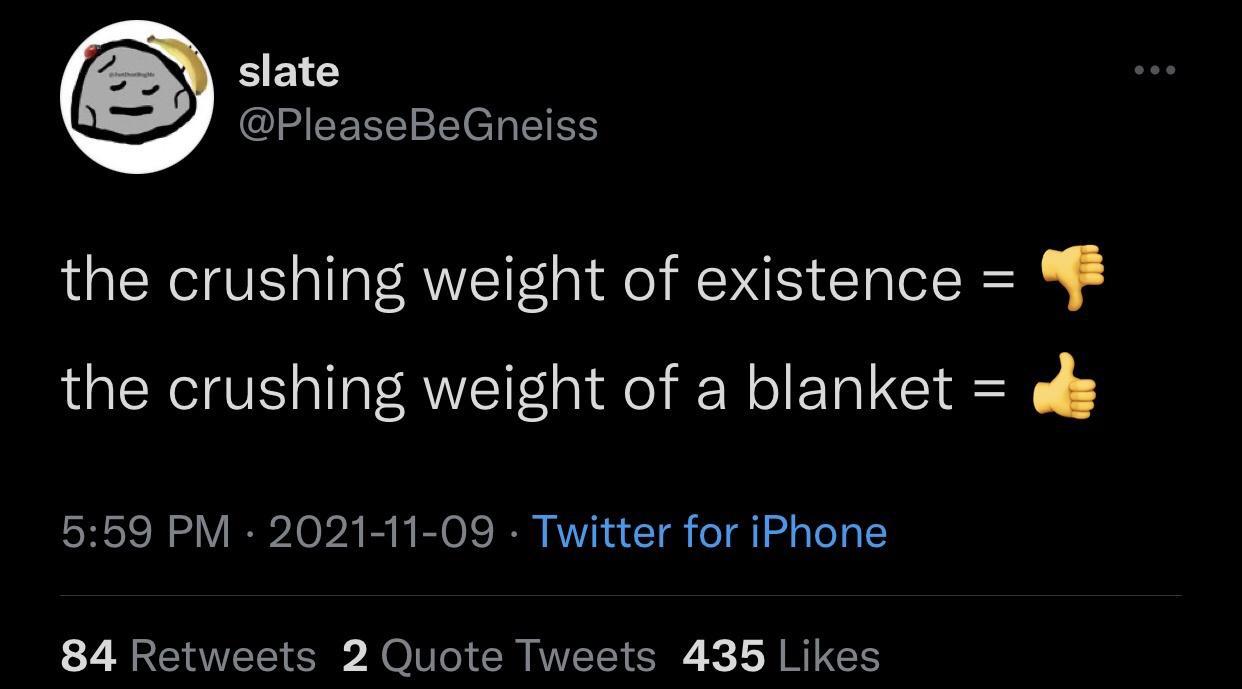 slate
@PleaseBeGneiss
the crushing weight of existence = 👎
the crushing weight of a blanket = 👍
5:59 PM · 2021-11-09 · Twitter for iPhone
84 Retweets 2 Quote Tweets 435 Likes